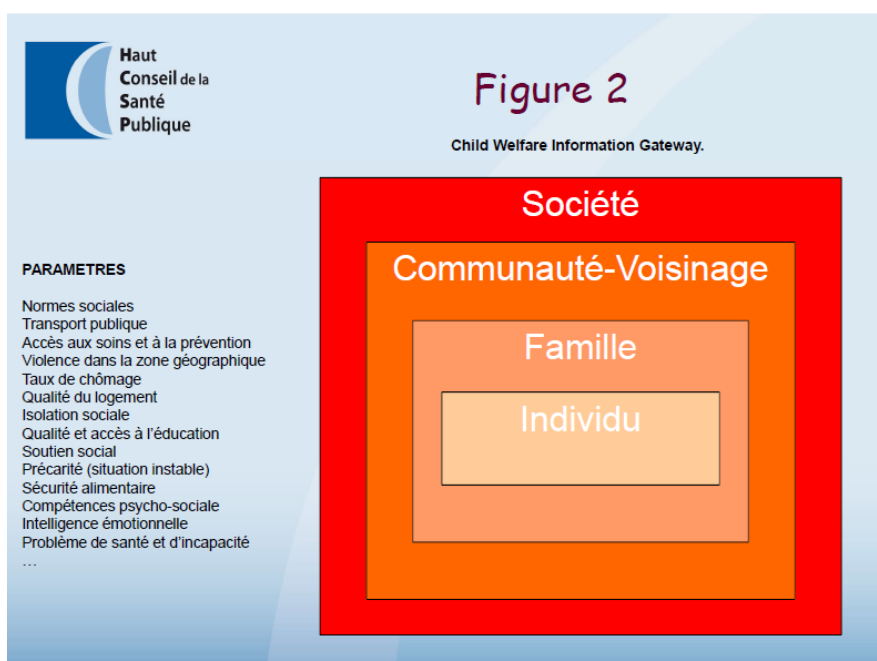 Haut
Conseil de la
Santé
Publique
Figure 2
Child Welfare Information Gateway.
Société
Communauté-Voisinage
Famille
Individu
PARAMETRES
Normes sociales
Transport publique
Accès aux soins et à la prévention
Violence dans la zone géographique
Taux de chômage
Qualité du logement
Isolation sociale
Qualité et accès à l'éducation
Soutien social
Précarité (situation instable)
Sécurité alimentaire
Compétences psycho-sociale
Intelligence émotionnelle
Problème de santé et d'incapacité
…